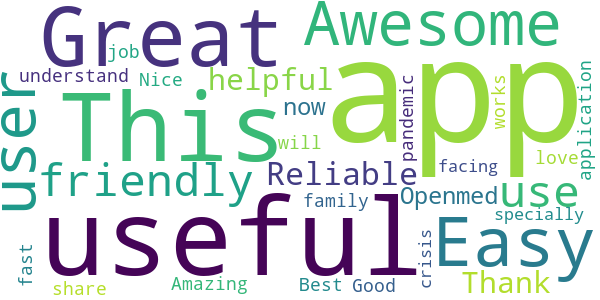 Great
Awesome
job
understand
Nice
helpful
app
This
now
pandemic
works
application
user
will
love
friendly
Reliable
facing
use
family
Openmed
specially
useful
Easy
crisis
fast
share
Amazing
Best
Good
Thank